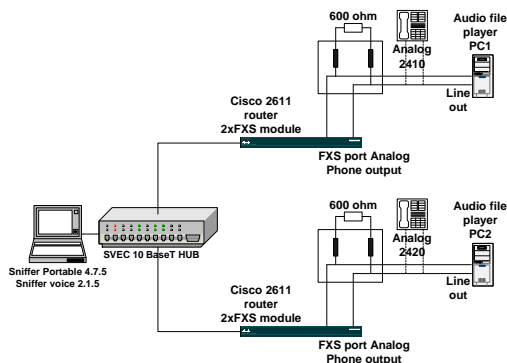 600 ohm
Audio file
player
PC1
Analog
2410
Line
out
Cisco 2611
router
2xFXS module
FXS port Analog
Phone output
SVEC 10 BaseT HUB
Sniffer Portable 4.7.5
Sniffer voice 2.1.5
600 ohm
Audio file
player
PC2
Analog
2420
Line
out
Cisco 2611
router
2xFXS module
FXS port Analog
Phone output